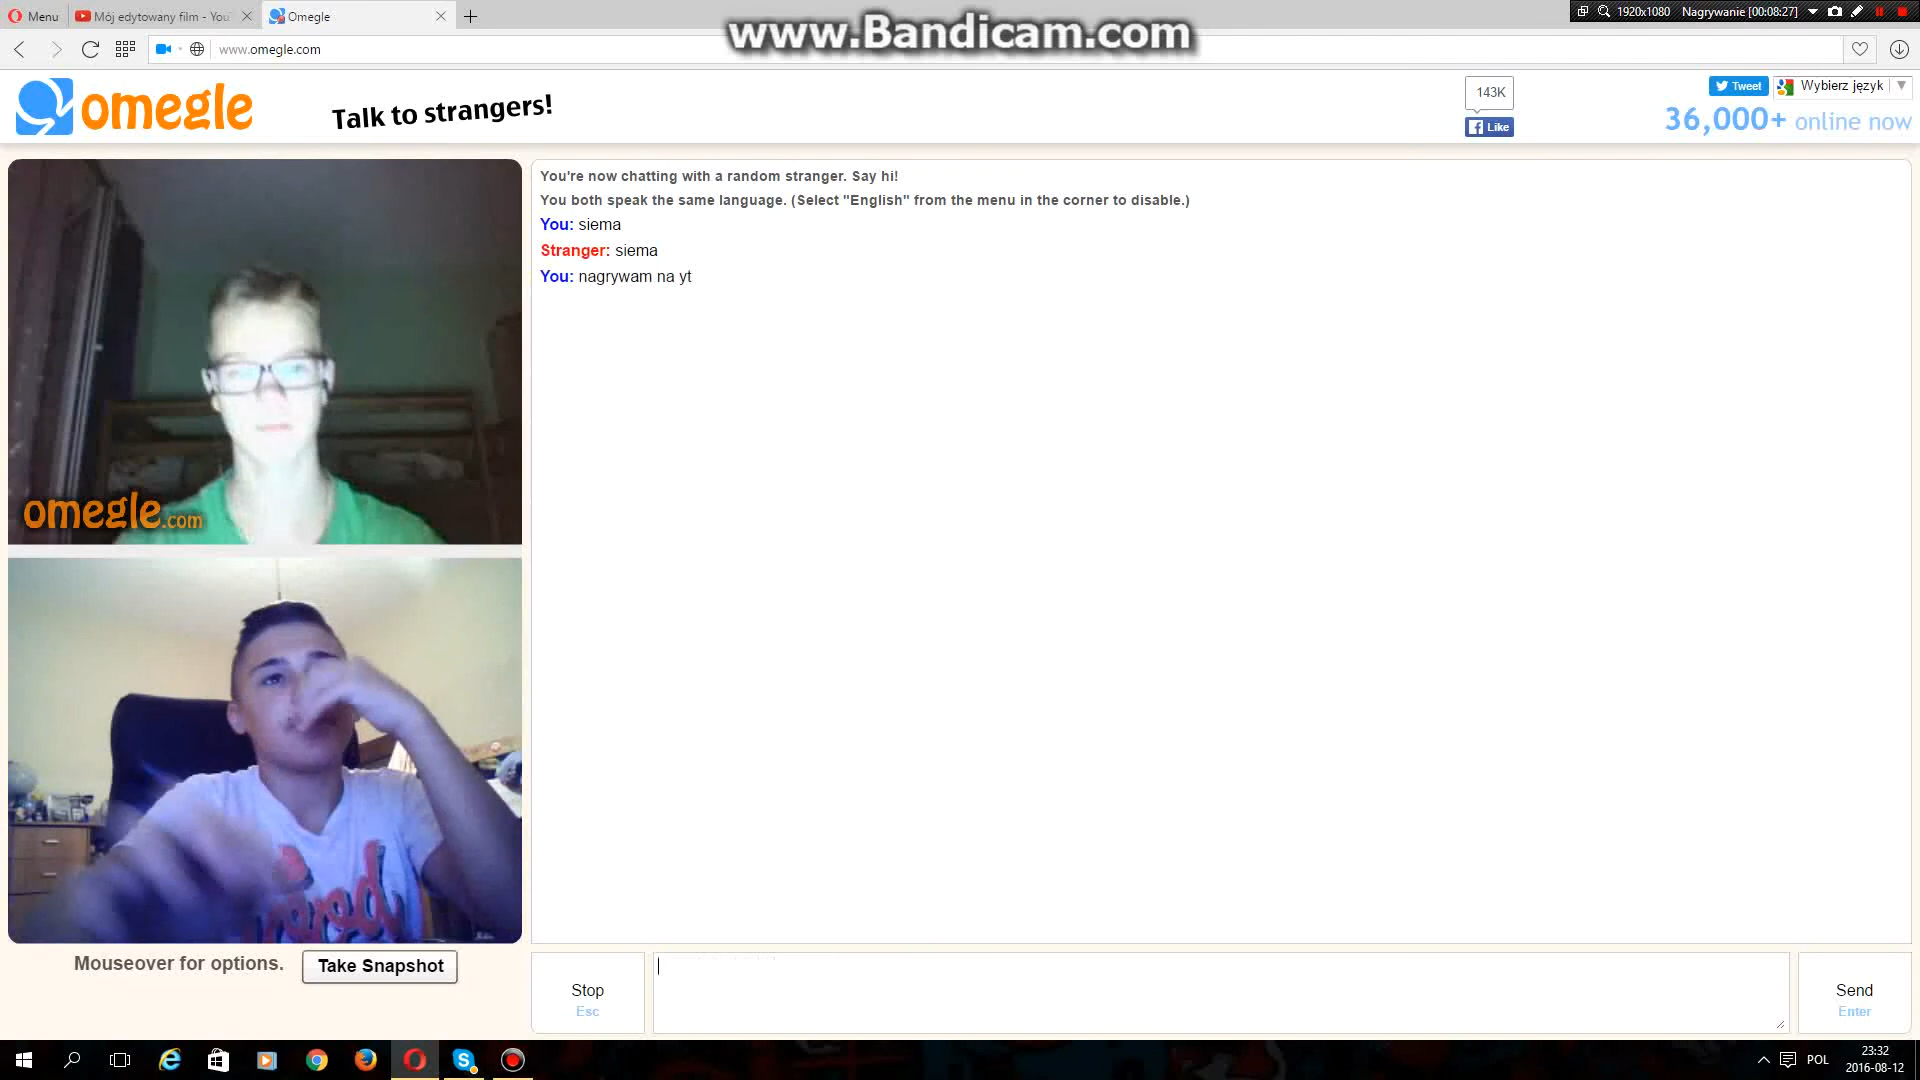 Menu
Mój edytowany film - You
Omegle
www.Bandicam.com
1920x1080
Nagrywanie [00:08:27]
www.omegle.com
omegle
Talk to strangers!
143K
Like
Tweet
Wybierz język
36,000+ online now
You're now chatting with a random stranger. Say hi!
You both speak the same language. (Select "English" from the menu in the corner to disable.)
You: siema
Stranger: siema
You: nagrywam na yt
omegle.com
Mouseover for options.
Take Snapshot
Stop
Esc
Send
Enter
POL
23:32
2016-08-12